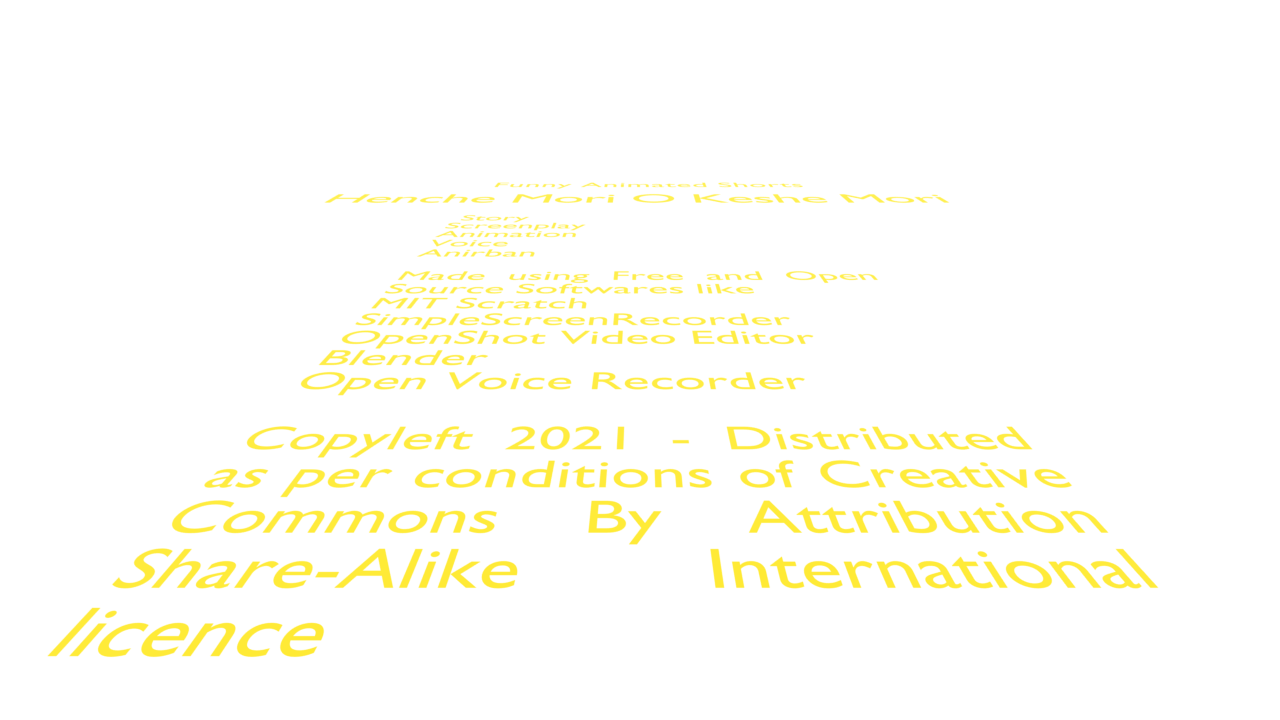 Funny Animated Shorts
Henche Mori O Keshe Mori
Story
Screenplay
Animation
Voice
Anirban
Made using Free and Open
Source Softwares like
MIT Scratch
SimpleScreenRecorder
OpenShot Video Editor
Blender
Open Voice Recorder
Copyleft 2021 - Distributed
as per conditions of Creative
Commons By Attribution
Share-Alike International
licence